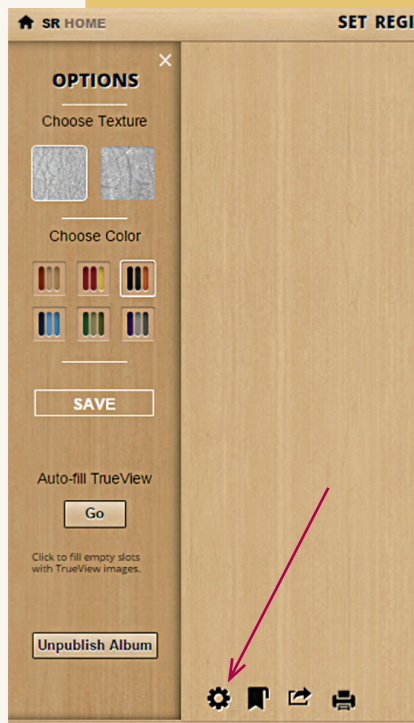 SR HOME
SET REGI
OPTIONS
Choose Texture
Choose Color
SAVE
Auto-fill TrueView
Go
Click to fill empty slots
with TrueView images.
Unpublish Album